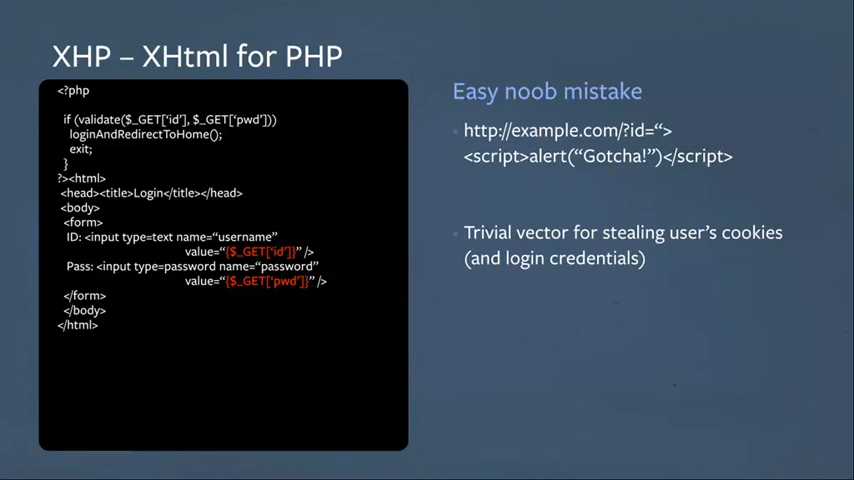 XHP – XHtml for PHP
<?php
if (validate($_GET[‘id’], $_GET[‘pwd’]))
loginAndRedirectToHome();
exit;
}
?><html>
<head><title>Login</title></head>
<body>
<form>
ID: <input type=text name=“username”
value=“{$_GET[‘id’]}” />
Pass: <input type=password name=“password”
value=“{$_GET[‘pwd’]}” />
</form>
</body>
</html>
Easy noob mistake
http://example.com/?id=“>
<script>alert(“Gotcha!”)</script>
Trivial vector for stealing user’s cookies
(and login credentials)